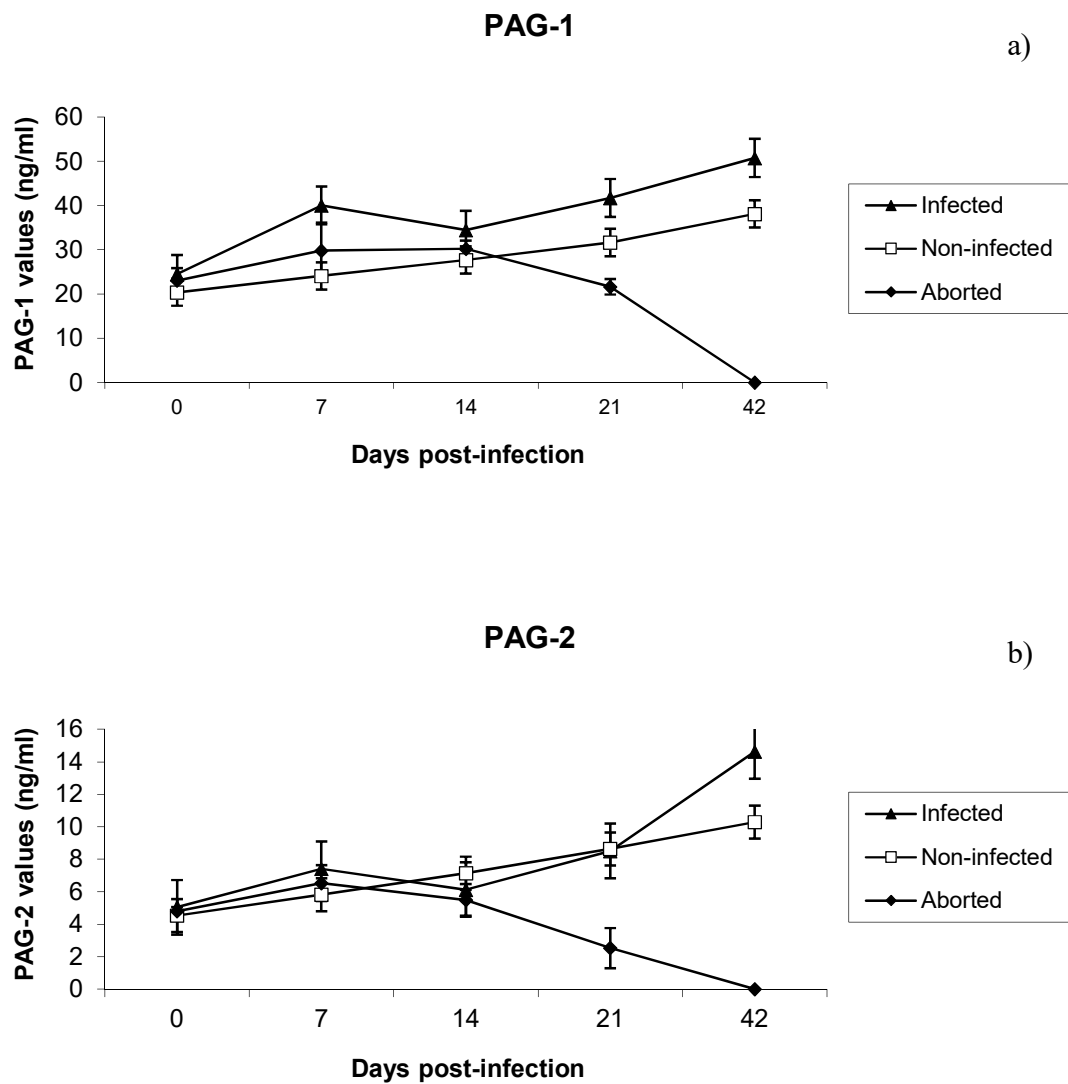 PAG-1
a)
PAG-1 values (ng/ml)
60
50
40
30
20
10
0
0 7 14 21 42
Days post-infection
Infected
Non-infected
Aborted
PAG-2
b)
PAG-2 values (ng/ml)
16
14
12
10
8
6
4
2
0
0 7 14 21 42
Days post-infection
Infected
Non-infected
Aborted